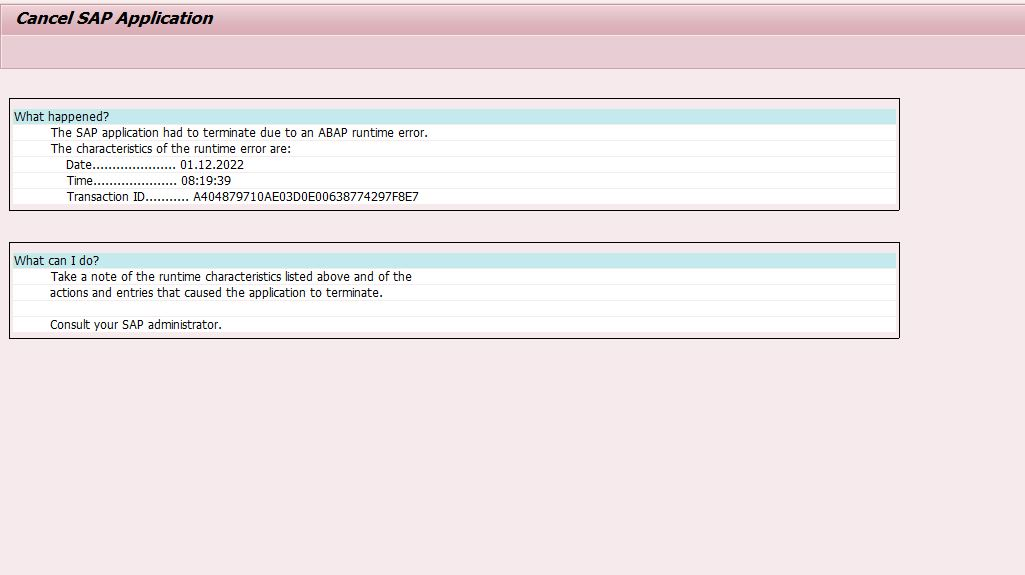 Cancel SAP Application
What happened?
The SAP application had to terminate due to an ABAP runtime error.
The characteristics of the runtime error are:
Date..................... 01.12.2022
Time..................... 08:19:39
Transaction ID........... A404879710AE03D0E00638774297F8E7
What can I do?
Take a note of the runtime characteristics listed above and of the
actions and entries that caused the application to terminate.
Consult your SAP administrator.